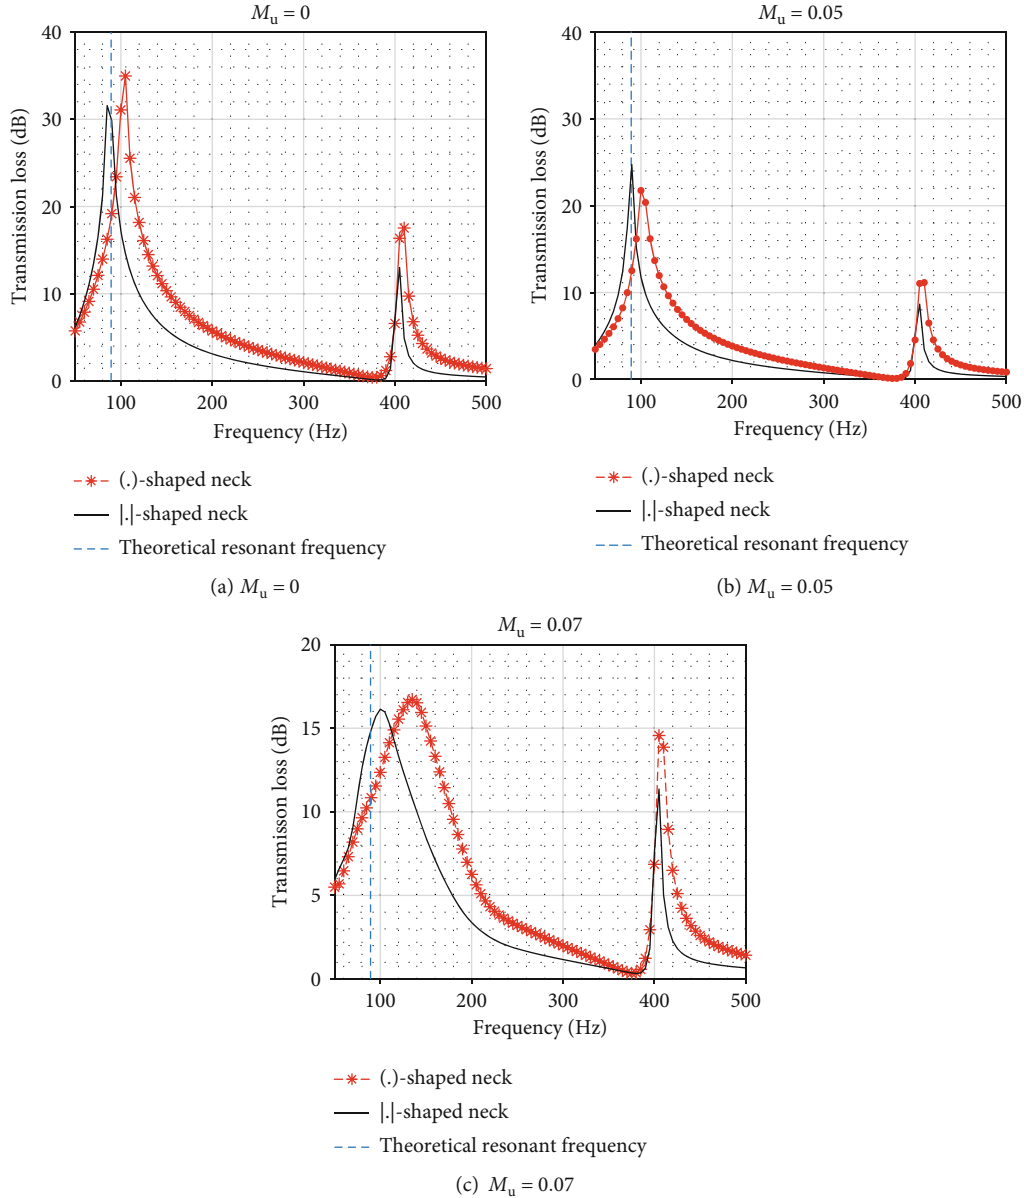 M_u = 0
Transmission loss (dB)
40
30
20
10
0
100
200
300
400
500
Frequency (Hz)
(.)-shaped neck
|.|-shaped neck
Theoretical resonant frequency
(a) M_u = 0
M_u = 0.05
Transmission loss (dB)
40
30
20
10
0
100
200
300
400
500
Frequency (Hz)
(.)-shaped neck
|.|-shaped neck
Theoretical resonant frequency
(b) M_u = 0.05
M_u = 0.07
Transmisson loss (dB)
20
15
10
5
0
100
200
300
400
500
Frequency (Hz)
(.)-shaped neck
|.|-shaped neck
Theoretical resonant frequency
(c) M_u = 0.07